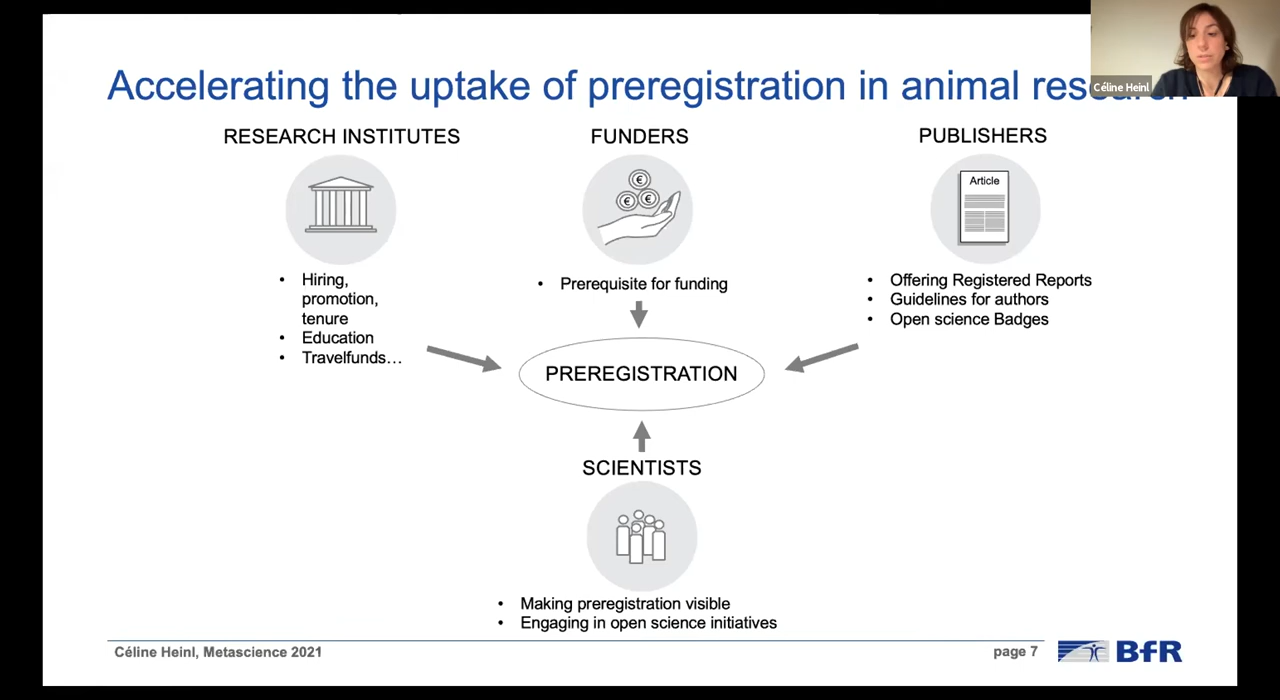 Accelerating the uptake of preregistration in animal research
Céline Heinl
RESEARCH INSTITUTES
FUNDERS
PUBLISHERS
€
€ €
Article
• Hiring,
promotion,
tenure
• Education
• Travelfunds…
• Prerequisite for funding
• Offering Registered Reports
• Guidelines for authors
• Open science Badges
PREREGISTRATION
SCIENTISTS
• Making preregistration visible
• Engaging in open science initiatives
Céline Heinl, Metascience 2021
page 7
BfR